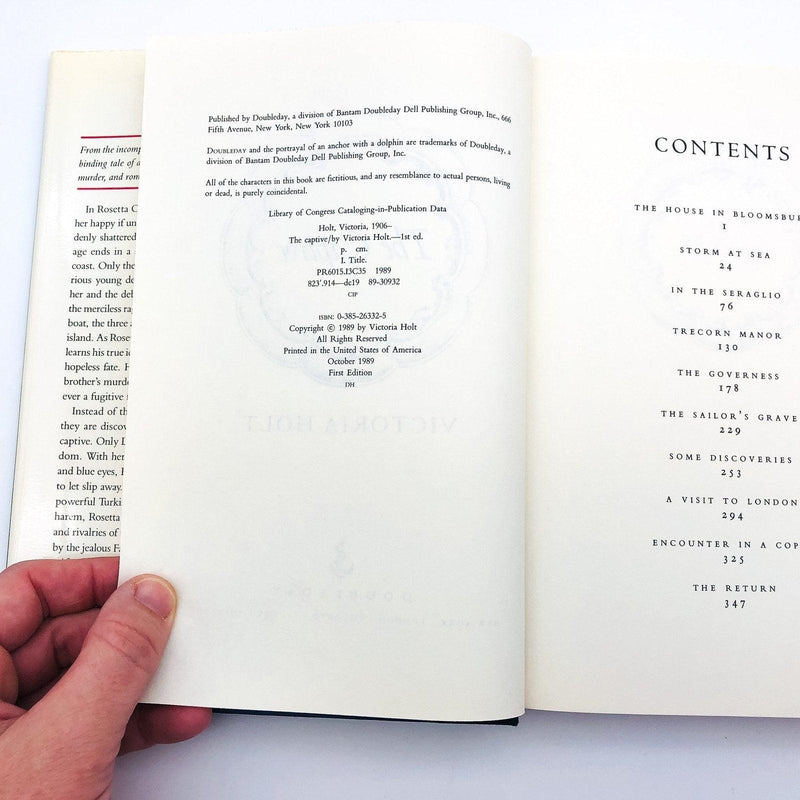 From the incomp
binding tale of a
murder, and rom
In Rosetta C
her happy if un
denly shattered
age ends in a
coast. Only the
rious young de
her and the deb
the merciless ra
boat, the three a
island. As Rose
learns his true ic
hopeless fate. F
brother's murde
ever a fugitive i
Instead of th
they are discov
captive. Only D
dom. With her
and blue eyes, I
to let slip away.
powerful Turki
harem, Rosetta
and rivalries of
by the jealous F
Published by Doubleday, a division of Bantam Doubleday Dell Publishing Group, Inc., 666
Fifth Avenue, New York, New York 10103
DOUBLEDAY and the portrayal of an anchor with a dolphin are trademarks of Doubleday, a
division of Bantam Doubleday Dell Publishing Group, Inc.
All of the characters in this book are fictitious, and any resemblance to actual persons, living
or dead, is purely coincidental.
Library of Congress Cataloging-in-Publication Data
Holt, Victoria, 1906–
The captive/by Victoria Holt.—1st ed.
p. cm.
I. Title.
PR6015.I3C35 1989
823'.914—dc19 89-30932
CIP
ISBN: 0-385-26332-5
Copyright © 1989 by Victoria Holt
All Rights Reserved
Printed in the United States of America
October 1989
First Edition
DH
VICTORIA HOLT
CONTENTS
THE HOUSE IN BLOOMSBUR
1
STORM AT SEA
24
IN THE SERAGLIO
76
TRECORN MANOR
130
THE GOVERNESS
178
THE SAILOR'S GRAVE
229
SOME DISCOVERIES
253
A VISIT TO LONDON
294
ENCOUNTER IN A COP
325
THE RETURN
347